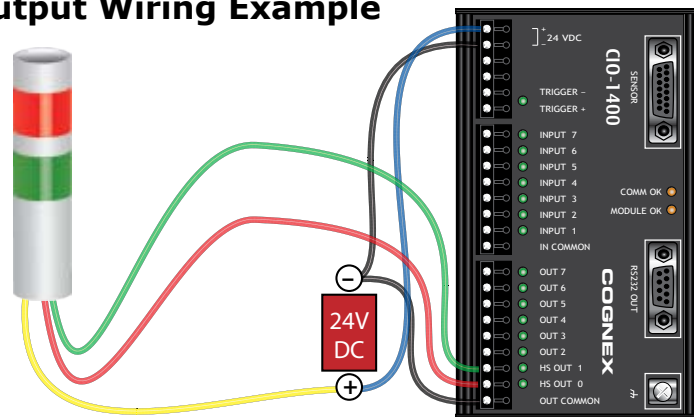 utput Wiring Example
+
24 VDC
−
TRIGGER −
TRIGGER +
INPUT 7
INPUT 6
INPUT 5
INPUT 4
INPUT 3
INPUT 2
INPUT 1
IN COMMON
OUT 7
OUT 6
OUT 5
OUT 4
OUT 3
OUT 2
HS OUT 1
HS OUT 0
OUT COMMON
CIO-1400
SENSOR
COMM OK
MODULE OK
COGNEX
RS232 OUT
−
24V
DC
+